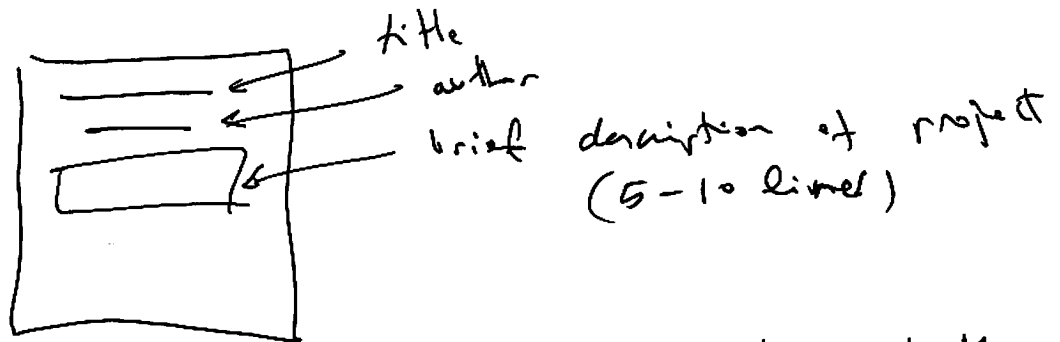 title
author
brief description of project
(5-10 lines)